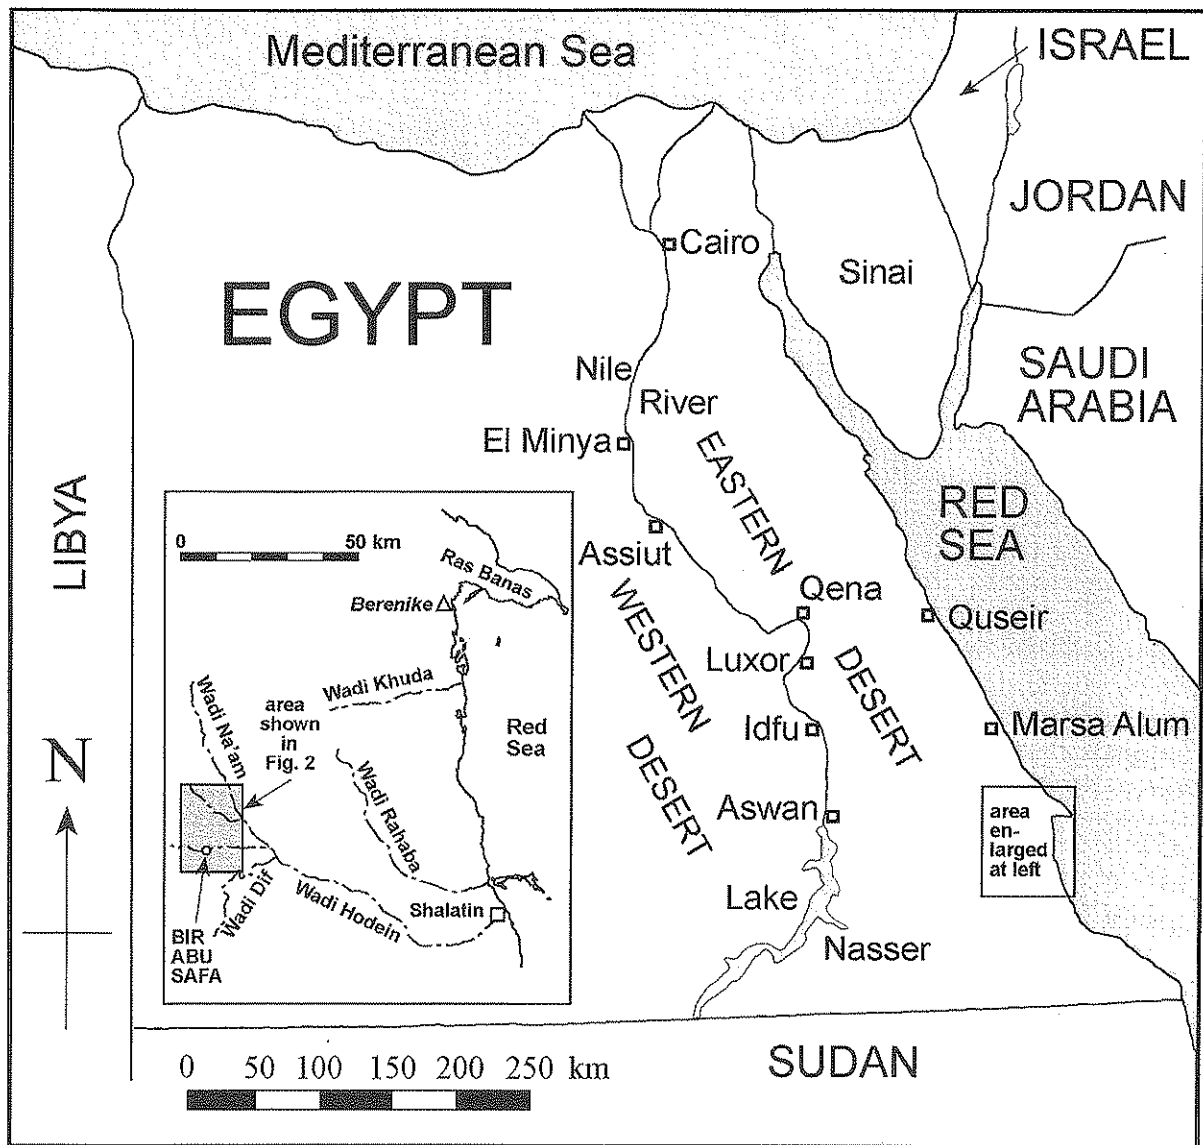 Mediterranean Sea
ISRAEL
JORDAN
Cairo
Sinai
EGYPT
SAUDI
ARABIA
Nile
River
El Minya
EASTERN
DESERT
RED
SEA
LIBYA
Assiut
Qena
Quseir
WESTERN
DESERT
Luxor
Idfu
Marsa Alum
Aswan
area
en-
larged
at left
Lake
Nasser
N
SUDAN
0 50 100 150 200 250 km
0 50 km
Ras Banas
Berenike
Wadi Khuda
Wadi Na'am
area
shown
in
Fig. 2
Red
Sea
Wadi Rahaba
Wadi Dif
Wadi Hodein
Shalatin
BIR
ABU
SAFA